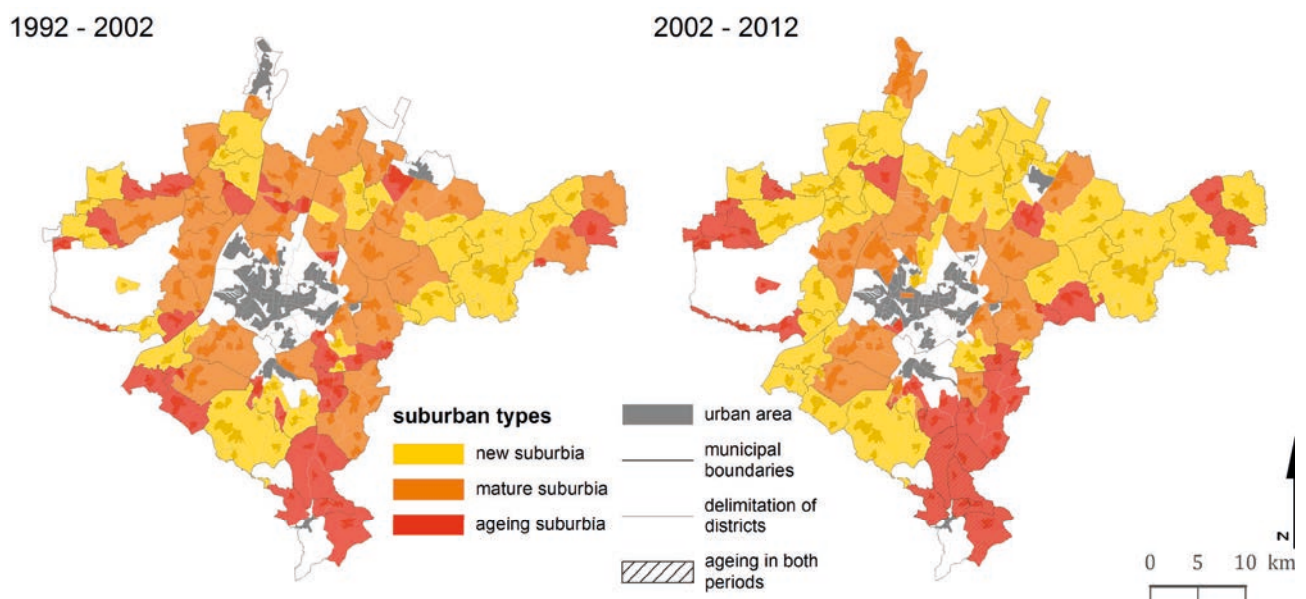 1992 - 2002
2002 - 2012
suburban types
new suburbia
mature suburbia
ageing suburbia
urban area
municipal
boundaries
delimitation of
districts
ageing in both
periods
N
0 5 10 km